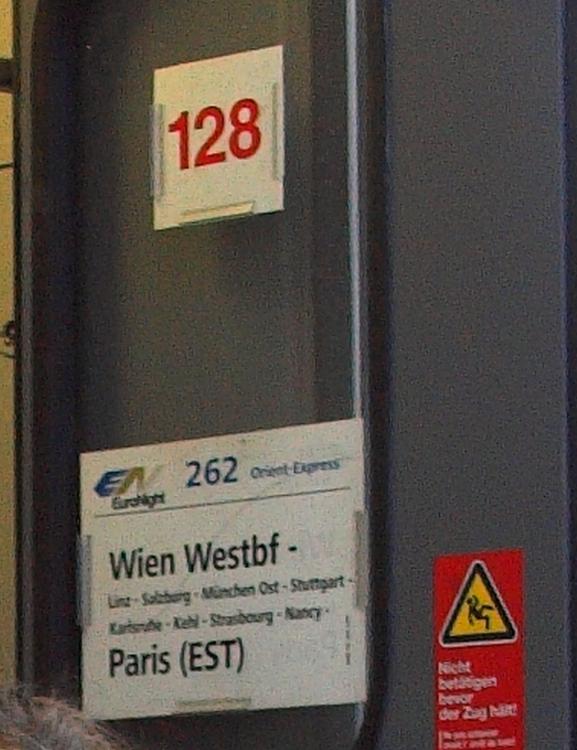 128
EN 262 Orient-Express
EuroNight
Wien Westbf -
Linz - Salzburg - München Ost - Stuttgart -
Karlsruhe - Kehl - Strasbourg - Nancy -
Paris (EST)
Nicht
betätigen
bevor
der Zug hält!